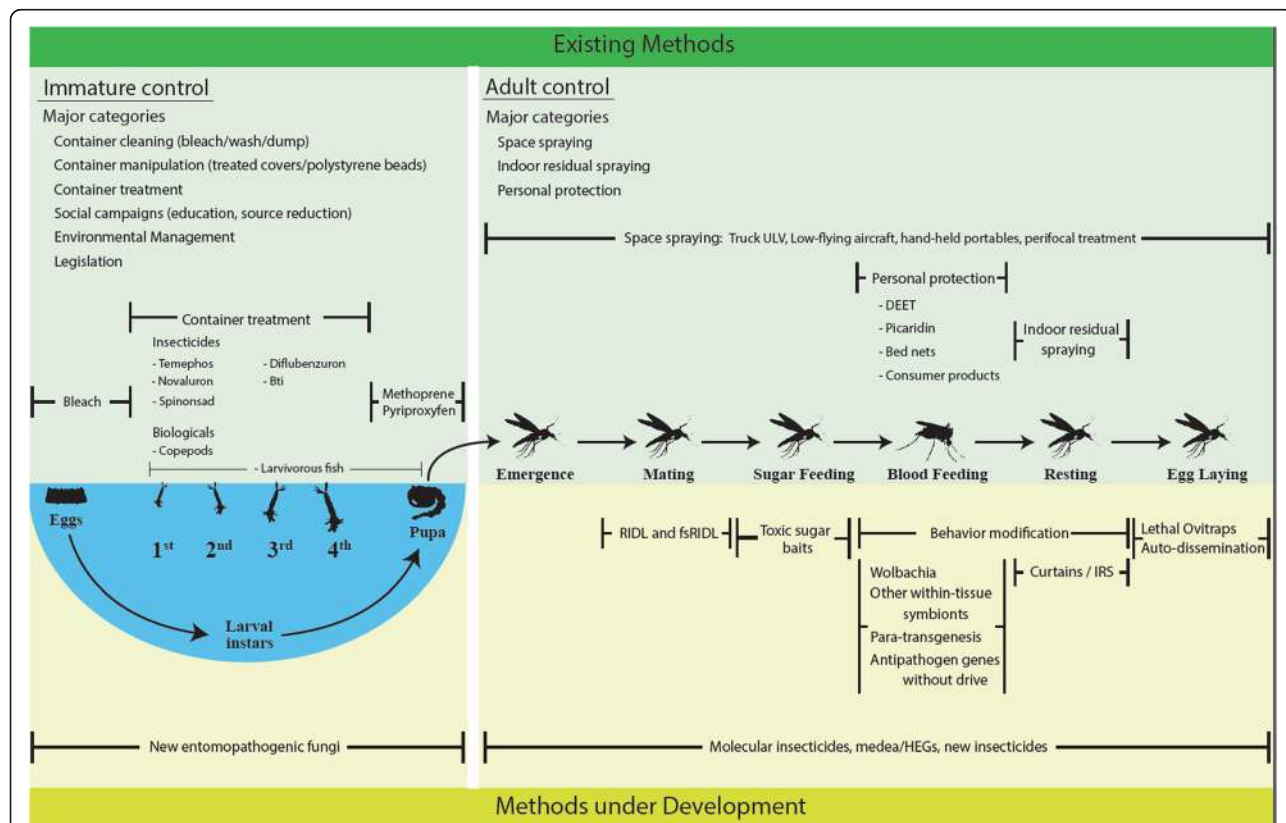 Existing Methods
Immature control
Major categories
Container cleaning (bleach/wash/dump)
Container manipulation (treated covers/polystyrene beads)
Container treatment
Social campaigns (education, source reduction)
Environmental Management
Legislation
Container treatment
Insecticides
- Temephos
- Diflubenzuron
- Novaluron
- Bti
- Spinonsad
Bleach
Methoprene
Pyriproxyfen
Biologicals
- Copepods
- Larvivorous fish
Eggs
1st
2nd
3rd
4th
Pupa
Larval
instars
New entomopathogenic fungi
Adult control
Major categories
Space spraying
Indoor residual spraying
Personal protection
Space spraying: Truck ULV, Low-flying aircraft, hand-held portables, perifocal treatment
Personal protection
- DEET
- Picaridin
- Bed nets
- Consumer products
Indoor residual
spraying
Emergence
Mating
Sugar Feeding
Blood Feeding
Resting
Egg Laying
RIDL and fsRIDL
Toxic sugar
baits
Behavior modification
Lethal Ovitraps
Auto-dissemination
Wolbachia
Other within-tissue
symbionts
Para-transgenesis
Antipathogen genes
without drive
Curtains / IRS
Molecular insecticides, medea/HEGs, new insecticides
Methods under Development